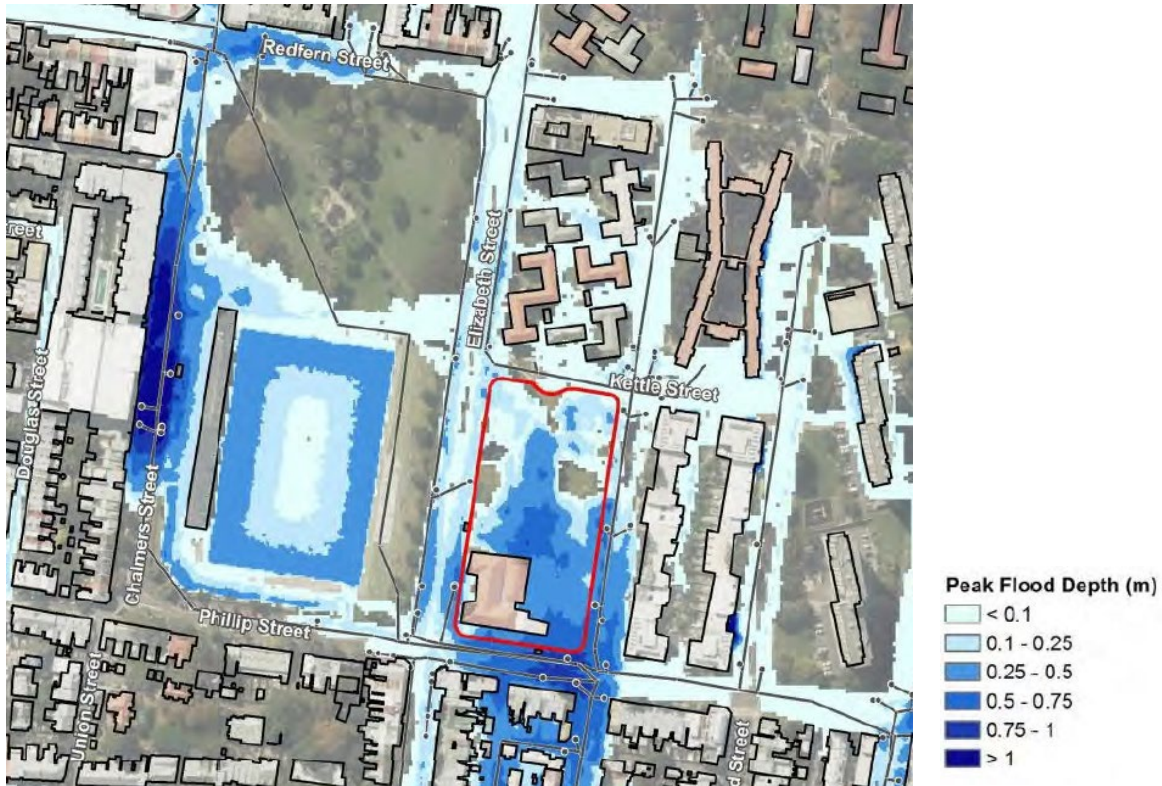 Redfern Street
Elizabeth Street
Kettle Street
Douglas Street
Chalmers Street
Phillip Street
Union Street
Peak Flood Depth (m)
< 0.1
0.1 - 0.25
0.25 - 0.5
0.5 - 0.75
0.75 - 1
> 1